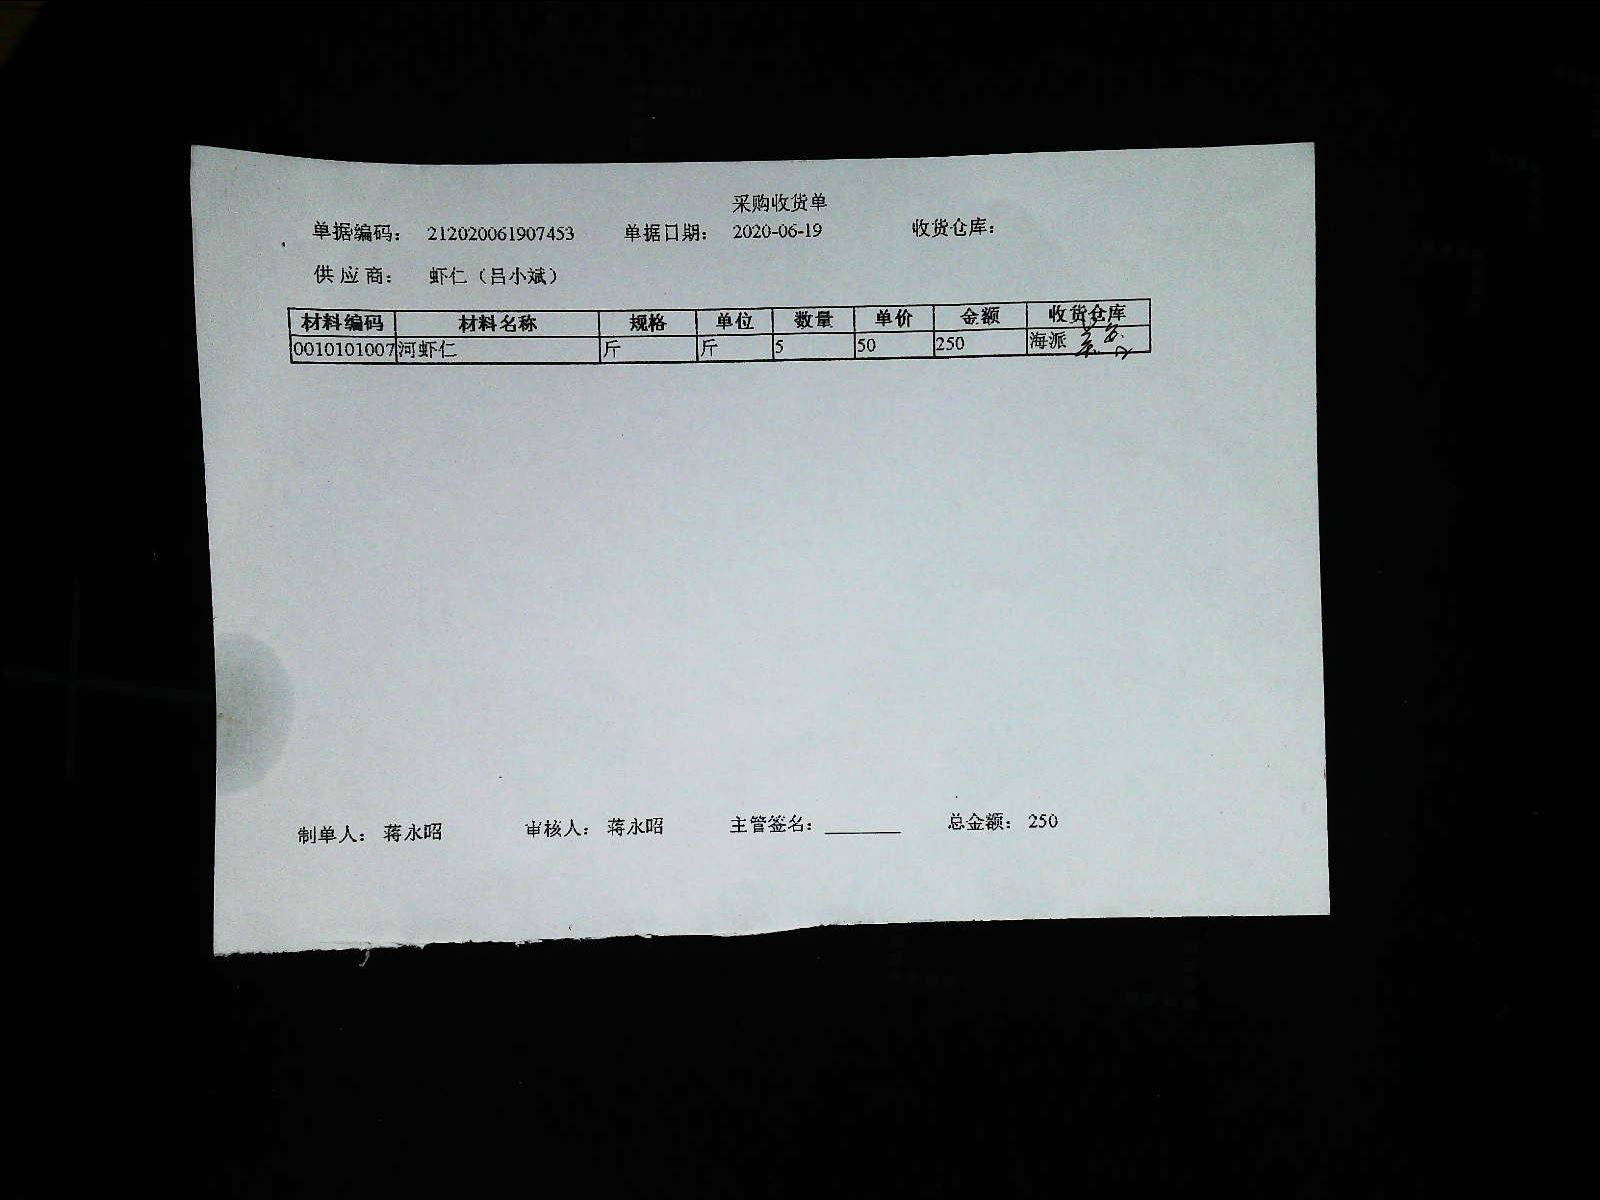 采购收货单
单据编码： 212020061907453 单据日期： 2020-06-19 收货仓库：
供应商： 虾仁（吕小斌）
材料编码 材料名称 规格 单位 数量 单价 金额 收货仓库
0010101007 河虾仁 斤 斤 5 50 250 海派
制单人： 蒋永昭 审核人： 蒋永昭 主管签名： 总金额： 250